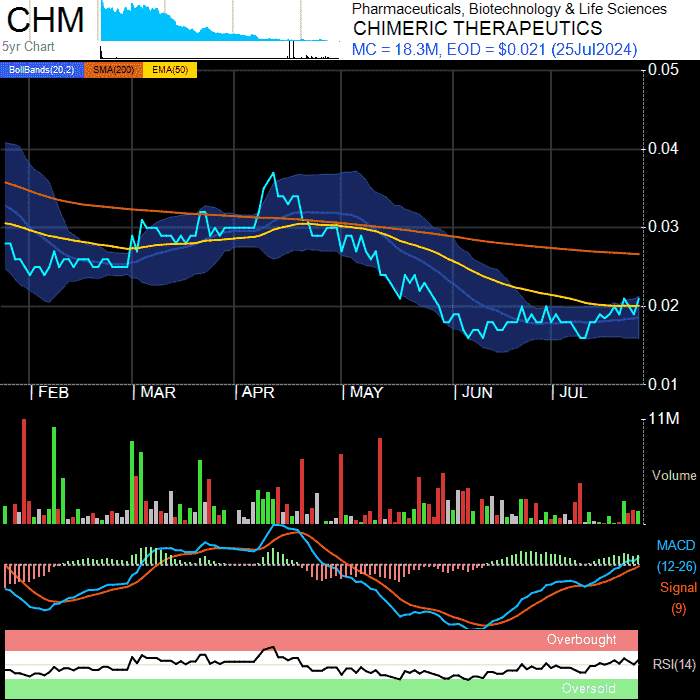 CHM
5yr Chart
Pharmaceuticals, Biotechnology & Life Sciences
CHIMERIC THERAPEUTICS
MC = 18.3M, EOD = $0.021 (25Jul2024)
BollBands(20,2) SMA(200) EMA(50)
0.05
0.04
0.03
0.02
0.01
FEB MAR APR MAY JUN JUL
11M
Volume
MACD
(12-26)
Signal
(9)
Overbought
RSI(14)
Oversold